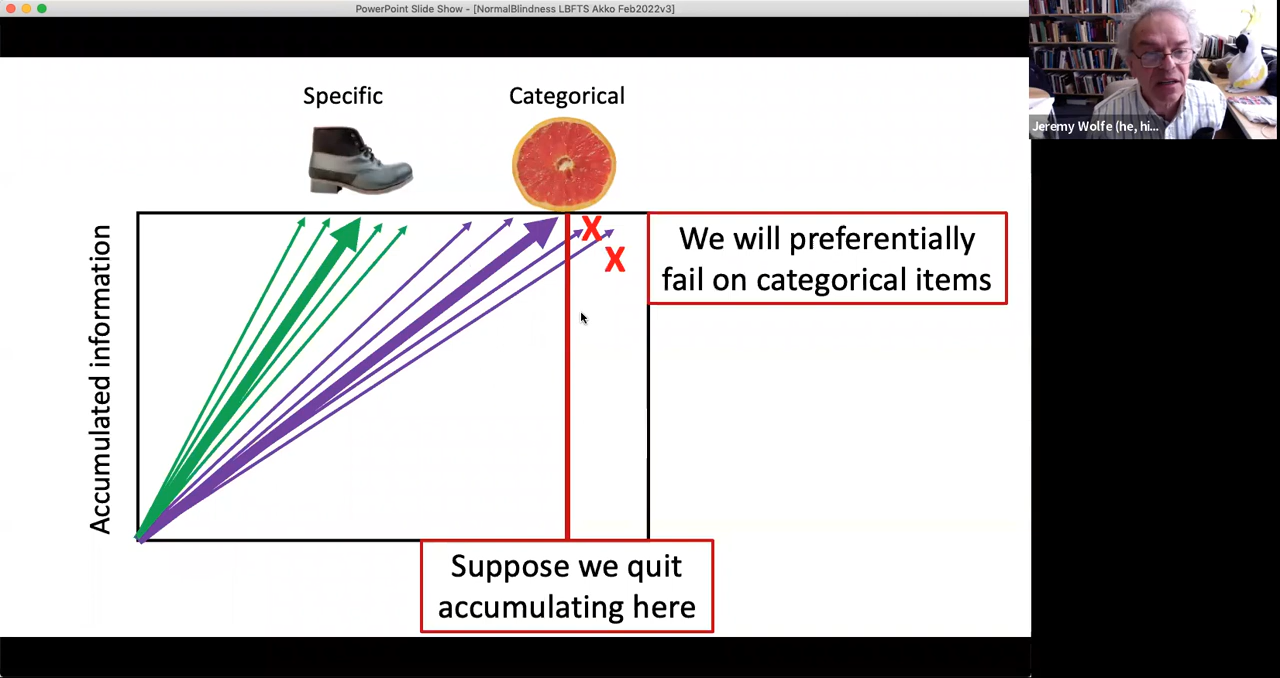 PowerPoint Slide Show - [NormalBlindness LBFTS Akko Feb2022v3]
Jeremy Wolfe (he, hi...
Specific
Categorical
X
X
We will preferentially
fail on categorical items
Accumulated information
Suppose we quit
accumulating here